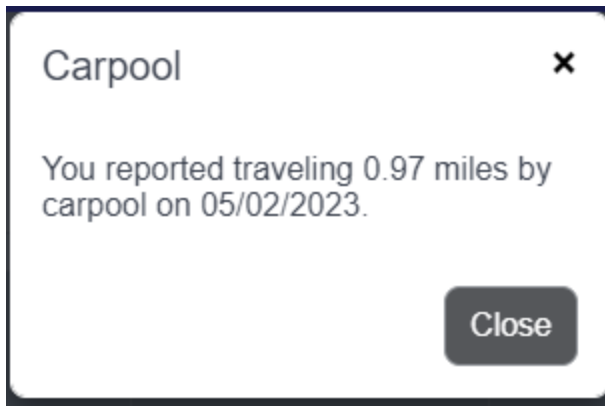 Carpool
×
You reported traveling 0.97 miles by
carpool on 05/02/2023.
Close